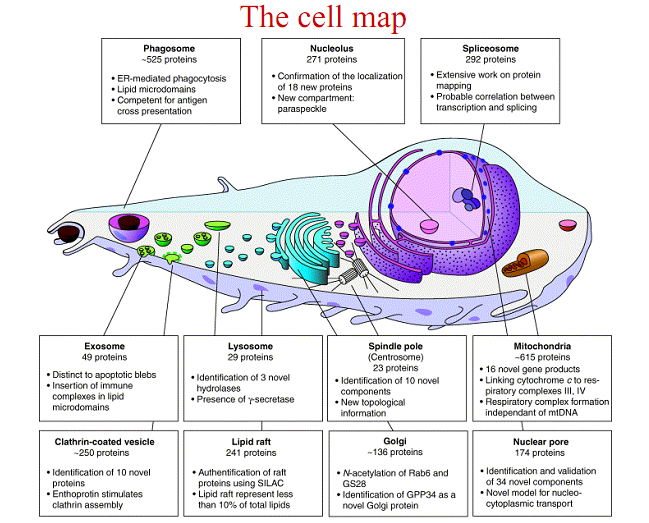 The cell map
Phagosome
~525 proteins
• ER-mediated phagocytosis
• Lipid microdomains
• Competent for antigen
cross presentation
Nucleolus
271 proteins
• Confirmation of the localization
of 18 new proteins
• New compartment:
paraspeckle
Spliceosome
292 proteins
• Extensive work on protein
mapping
• Probable correlation between
transcription and splicing
Exosome
49 proteins
• Distinct to apoptotic blebs
• Insertion of immune
complexes in lipid
microdomains
Lysosome
29 proteins
• Identification of 3 novel
hydrolases
• Presence of γ-secretase
Spindle pole
(Centrosome)
23 proteins
• Identification of 10 novel
components
• New topological
information
Mitochondria
~615 proteins
• 16 novel gene products
• Linking cytochrome c to res-
piratory complexes III, IV
• Respiratory complex formation
independant of mtDNA
Clathrin-coated vesicle
~250 proteins
• Identification of 10 novel
proteins
• Enthoprotin stimulates
clathrin assembly
Lipid raft
241 proteins
• Authentification of raft
proteins using SILAC
• Lipid raft represent less
than 10% of total lipids
Golgi
~136 proteins
• N-acetylation of Rab6 and
GS28
• Identification of GPP34 as a
novel Golgi protein
Nuclear pore
174 proteins
• Identification and validation
of 34 novel components
• Novel model for nucleo-
cytoplasmic transport